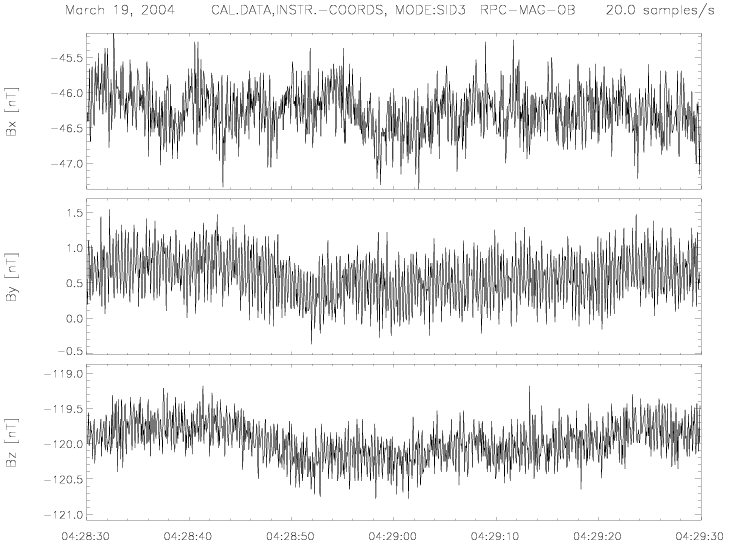 March 19, 2004 CAL.DATA,INSTR.-COORDS, MODE:SID3 RPC-MAG-OB 20.0 samples/s
-45.5
-46.0
-46.5
-47.0
Bx [nT]
1.5
1.0
0.5
0.0
-0.5
By [nT]
-119.0
-119.5
-120.0
-120.5
-121.0
Bz [nT]
04:28:30 04:28:40 04:28:50 04:29:00 04:29:10 04:29:20 04:29:30